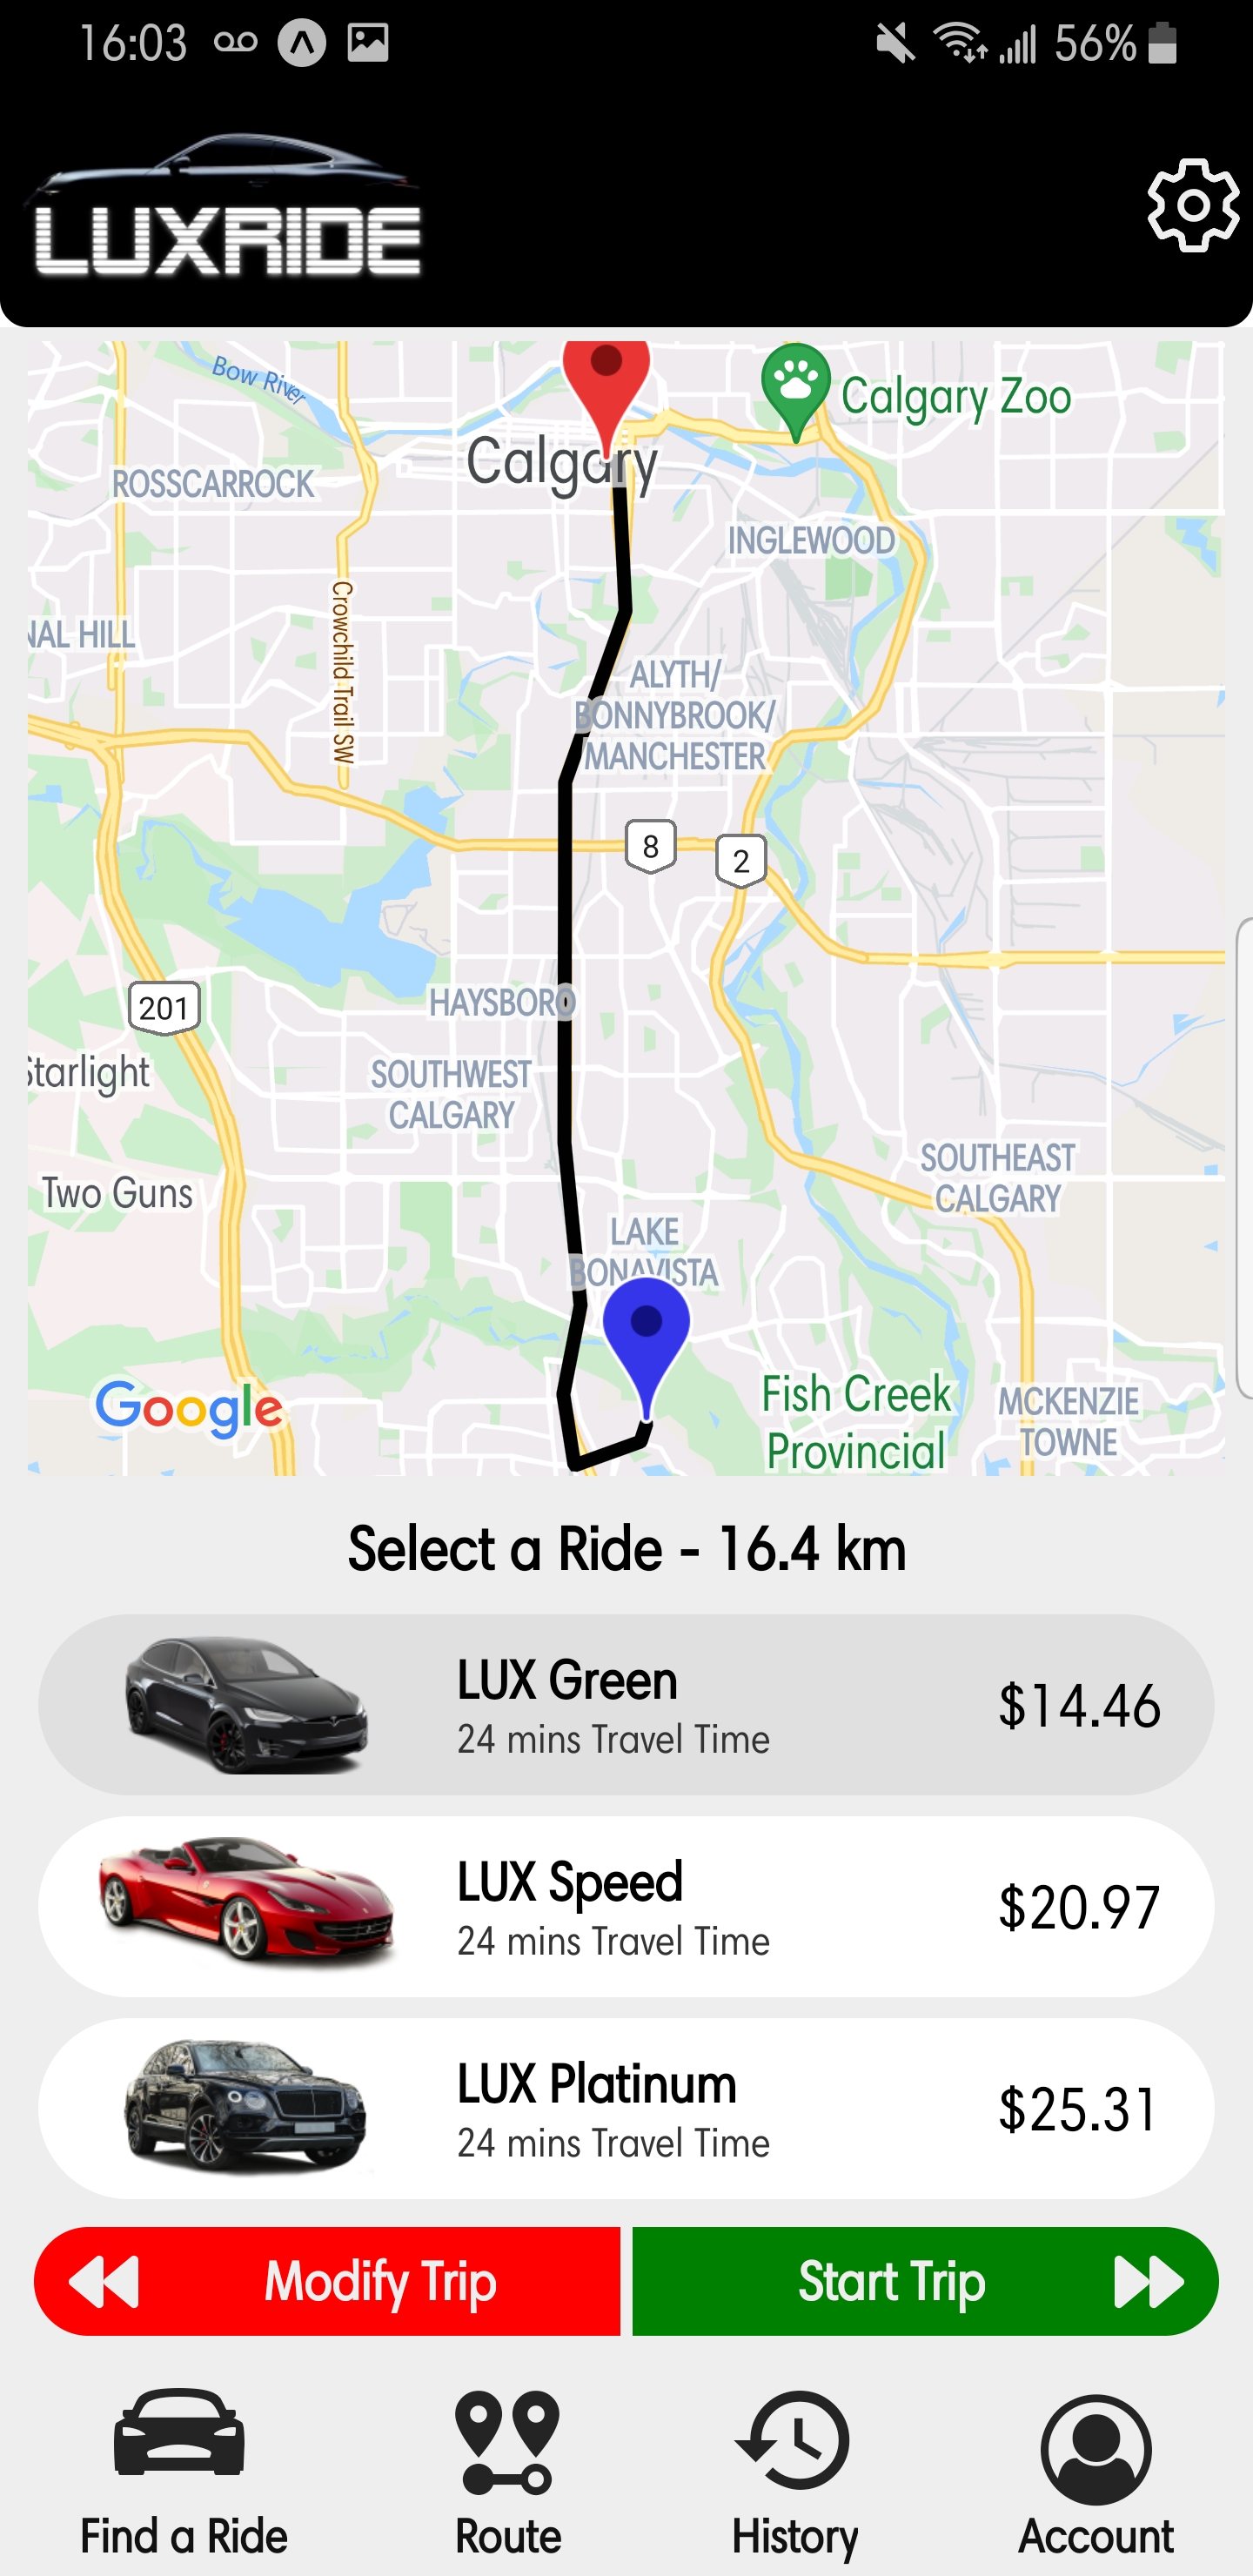 16:03
56%
LUXRIDE
Bow River
Calgary Zoo
Calgary
ROSSCARROCK
INGLEWOOD
NAL HILL
Crowchild Trail SW
ALYTH/
BONNYBROOK/
MANCHESTER
8
2
HAYSBORO
201
Starlight
SOUTHWEST
CALGARY
Two Guns
SOUTHEAST
CALGARY
LAKE
BONAVISTA
Google
Fish Creek
Provincial
MCKENZIE
TOWNE
Select a Ride - 16.4 km
LUX Green
24 mins Travel Time
$14.46
LUX Speed
24 mins Travel Time
$20.97
LUX Platinum
24 mins Travel Time
$25.31
Modify Trip
Start Trip
Find a Ride
Route
History
Account